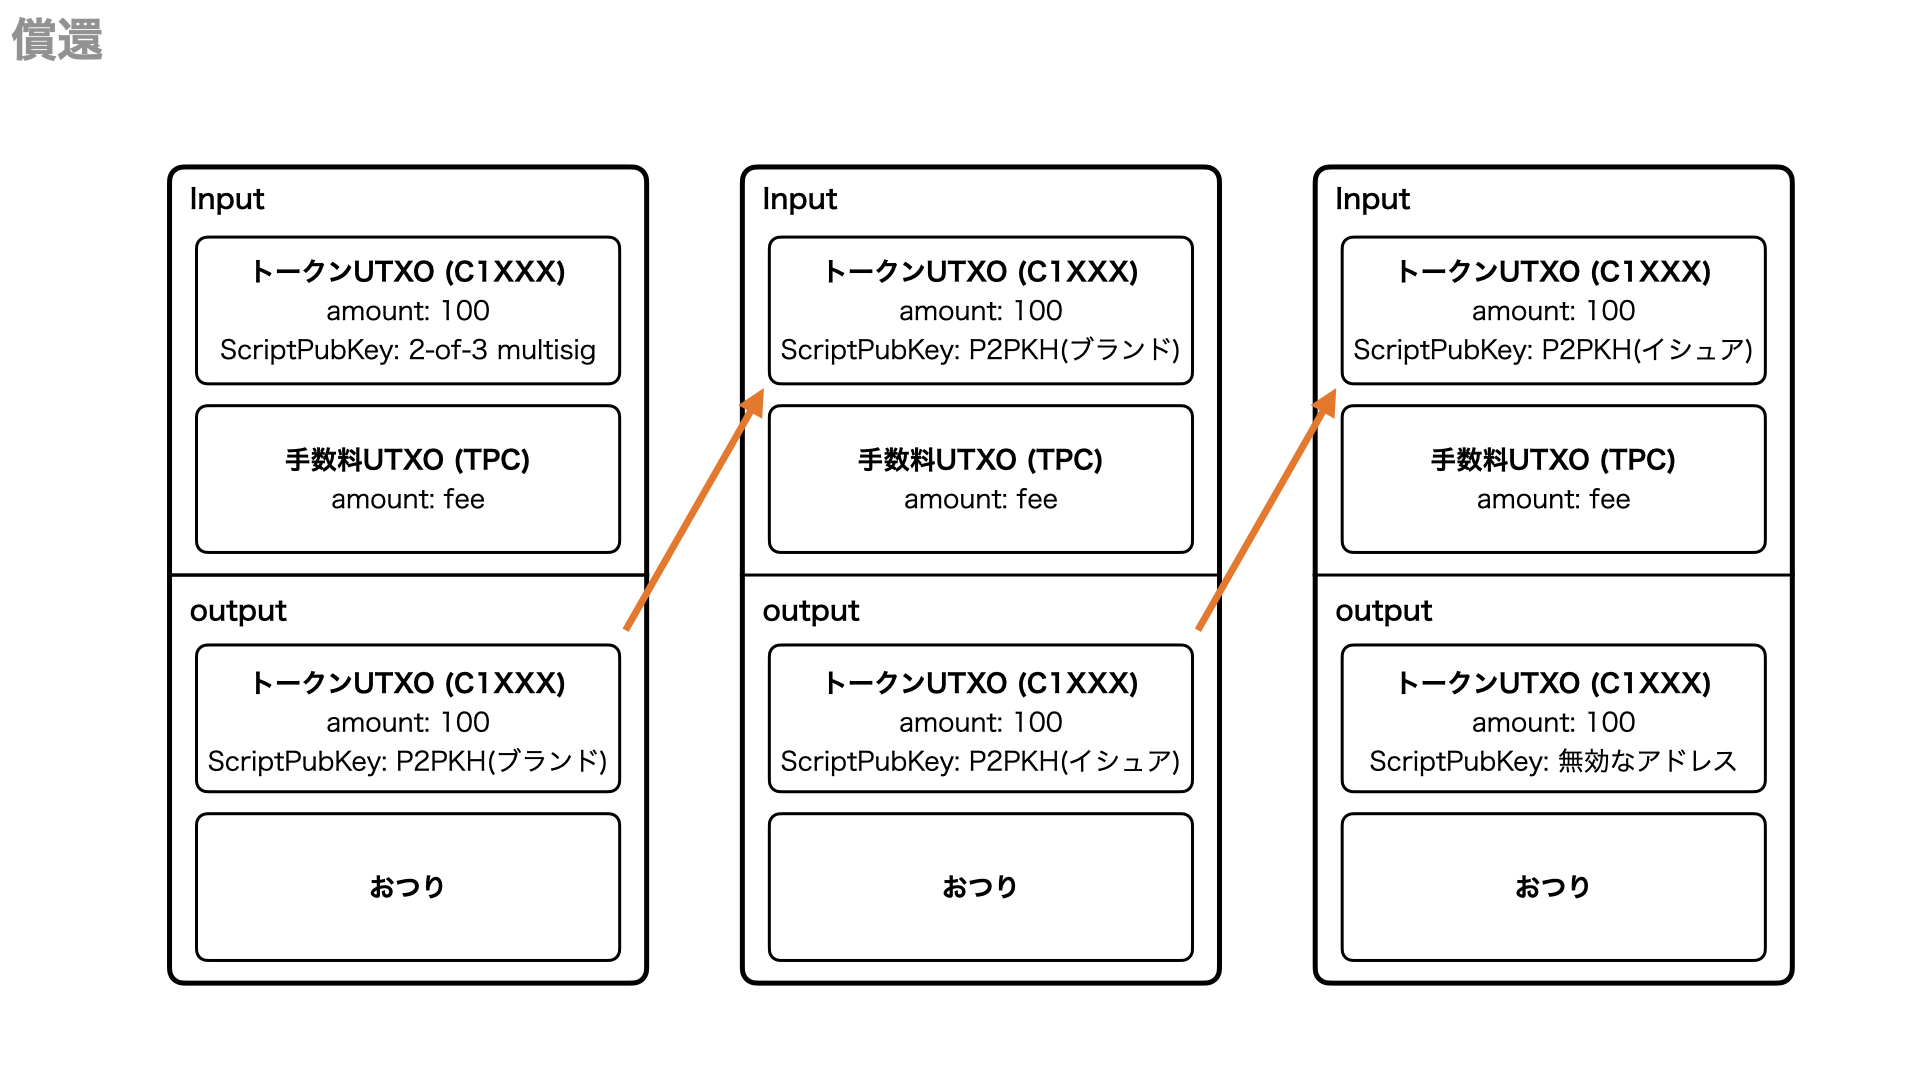 償還
Input
トークンUTXO (C1XXX)
amount: 100
ScriptPubKey: 2-of-3 multisig
手数料UTXO (TPC)
amount: fee
output
トークンUTXO (C1XXX)
amount: 100
ScriptPubKey: P2PKH(ブランド)
おつり
Input
トークンUTXO (C1XXX)
amount: 100
ScriptPubKey: P2PKH(ブランド)
手数料UTXO (TPC)
amount: fee
output
トークンUTXO (C1XXX)
amount: 100
ScriptPubKey: P2PKH(イシュア)
おつり
Input
トークンUTXO (C1XXX)
amount: 100
ScriptPubKey: P2PKH(イシュア)
手数料UTXO (TPC)
amount: fee
output
トークンUTXO (C1XXX)
amount: 100
ScriptPubKey: 無効なアドレス
おつり